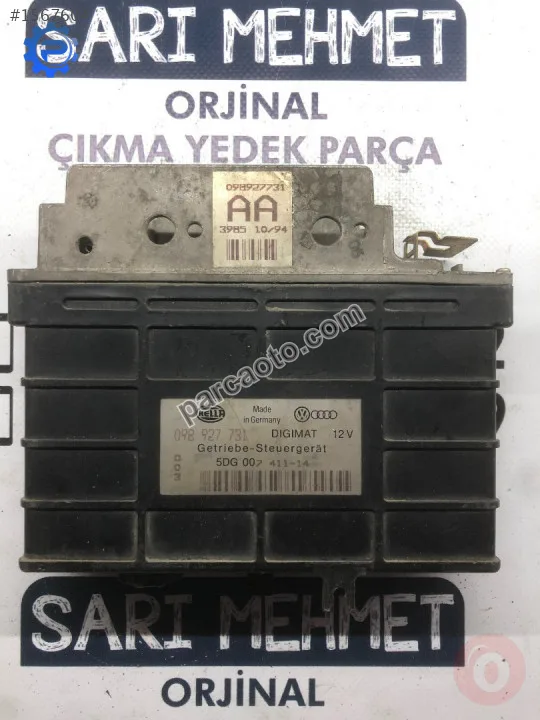 SARI MEHMET
ORJİNAL
ÇIKMA YEDEK PARÇA
098927731
AA
3985 10/94
parcaoto.com
HELLA
Made
in Germany
098 927 731
DIGIMAT 12V
Getriebe-Steuergerät
5DG 007 411-14
003
SARI MEHMET
ORJİNAL